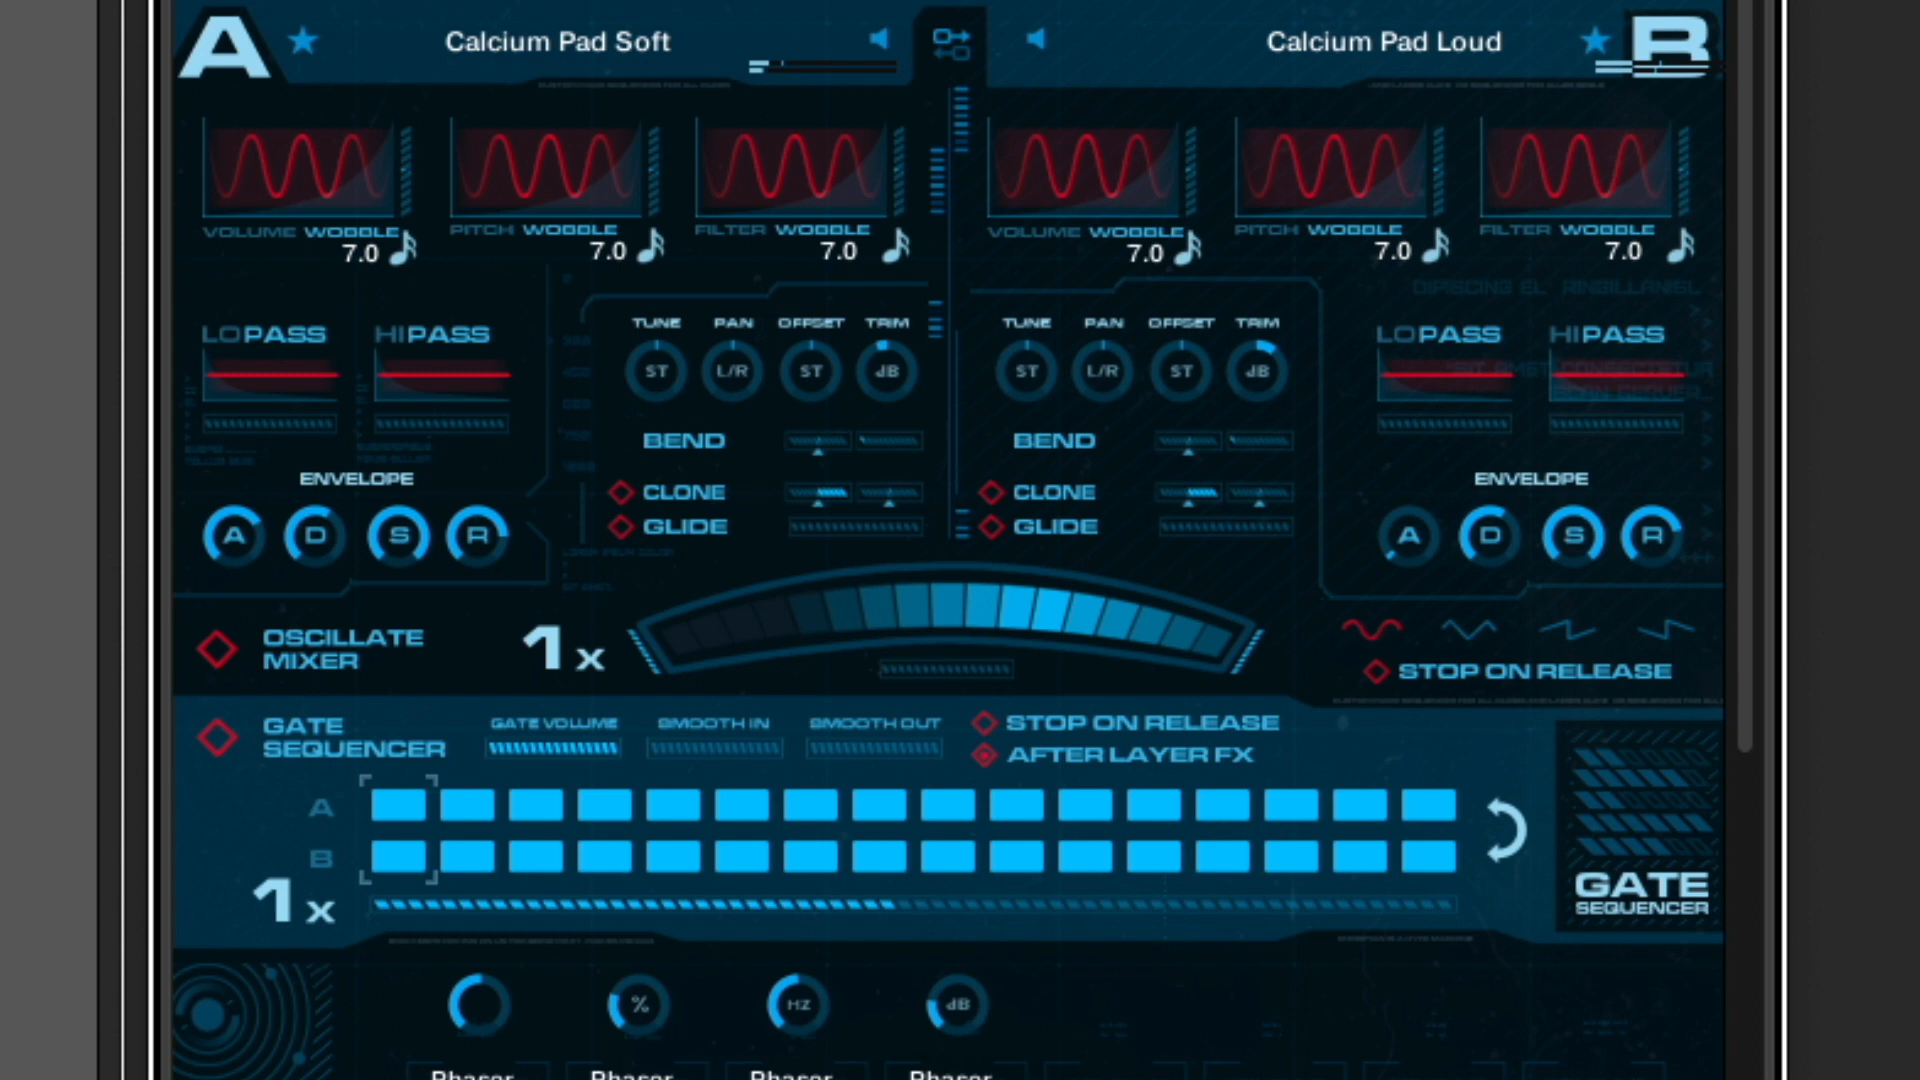 A Calcium Pad Soft Calcium Pad Loud B
VOLUME WOBBLE PITCH WOBBLE FILTER WOBBLE VOLUME WOBBLE PITCH WOBBLE FILTER WOBBLE
7.0 7.0 7.0 7.0 7.0 7.0
TUNE PAN OFFSET TRIM TUNE PAN OFFSET TRIM
LOPASS HIPASS LOPASS HIPASS
ST L/R ST dB ST L/R ST dB
BEND BEND
ENVELOPE ENVELOPE
CLONE CLONE
GLIDE GLIDE
A D S R A D S R
OSCILLATE
MIXER
1x
STOP ON RELEASE
GATE
SEQUENCER
GATE VOLUME SMOOTH IN SMOOTH OUT
STOP ON RELEASE
AFTER LAYER FX
A
B
1x
GATE
SEQUENCER
% HZ dB
Phaser Phaser Phaser Phaser